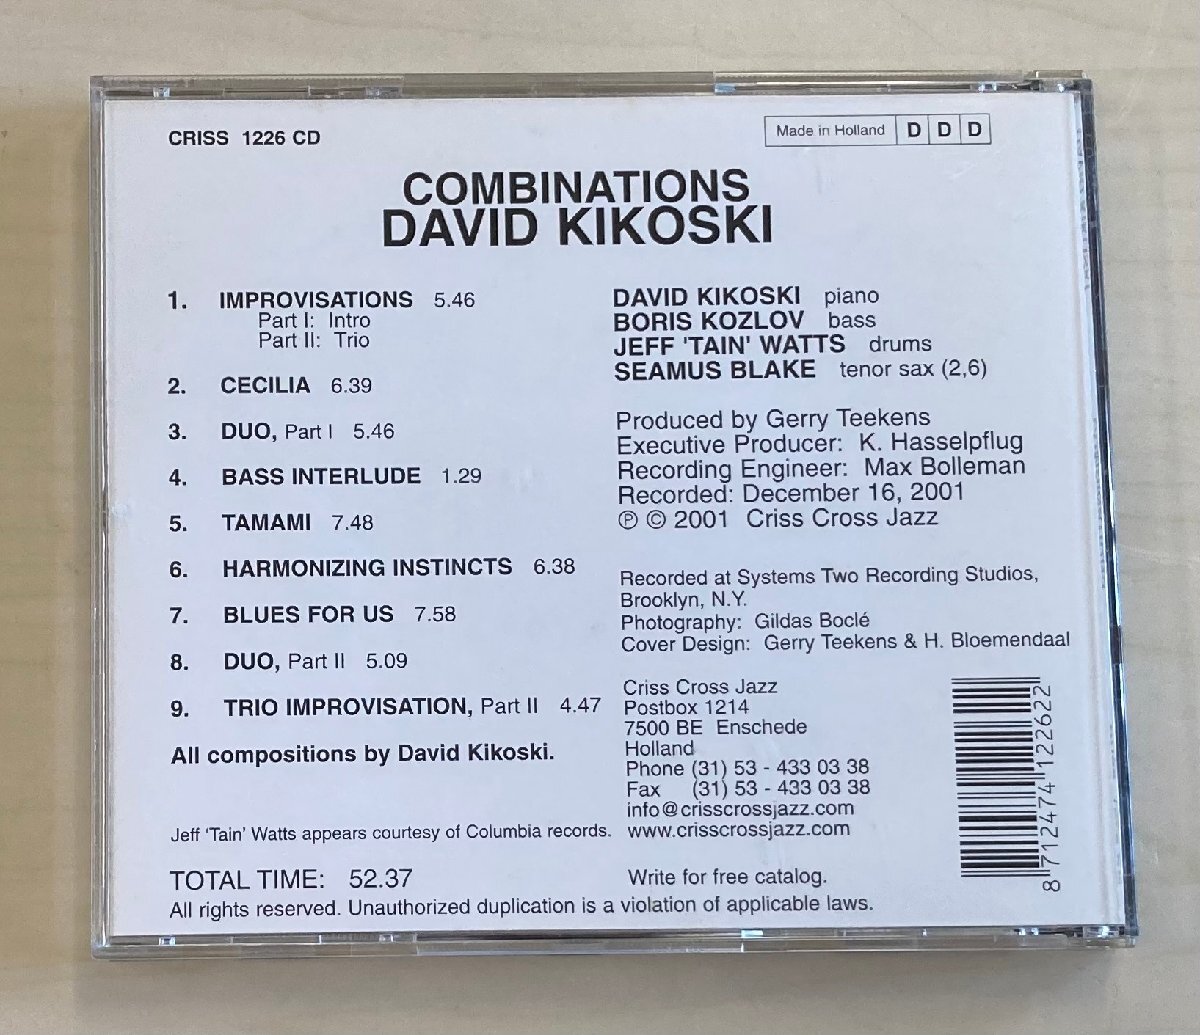 CRISS 1226 CD
Made in Holland D D D
COMBINATIONS
DAVID KIKOSKI
1. IMPROVISATIONS 5.46
Part I: Intro
Part II: Trio
2. CECILIA 6.39
3. DUO, Part I 5.46
4. BASS INTERLUDE 1.29
5. TAMAMI 7.48
6. HARMONIZING INSTINCTS 6.38
7. BLUES FOR US 7.58
8. DUO, Part II 5.09
9. TRIO IMPROVISATION, Part II 4.47
All compositions by David Kikoski.
Jeff 'Tain' Watts appears courtesy of Columbia records.
TOTAL TIME: 52.37
DAVID KIKOSKI piano
BORIS KOZLOV bass
JEFF 'TAIN' WATTS drums
SEAMUS BLAKE tenor sax (2,6)
Produced by Gerry Teekens
Executive Producer: K. Hasselpflug
Recording Engineer: Max Bolleman
Recorded: December 16, 2001
℗ © 2001 Criss Cross Jazz
Recorded at Systems Two Recording Studios,
Brooklyn, N.Y.
Photography: Gildas Boclé
Cover Design: Gerry Teekens & H. Bloemendaal
Criss Cross Jazz
Postbox 1214
7500 BE Enschede
Holland
Phone (31) 53 - 433 03 38
Fax (31) 53 - 433 03 38
info@crisscrossjazz.com
www.crisscrossjazz.com
Write for free catalog.
All rights reserved. Unauthorized duplication is a violation of applicable laws.
8 712474 122622